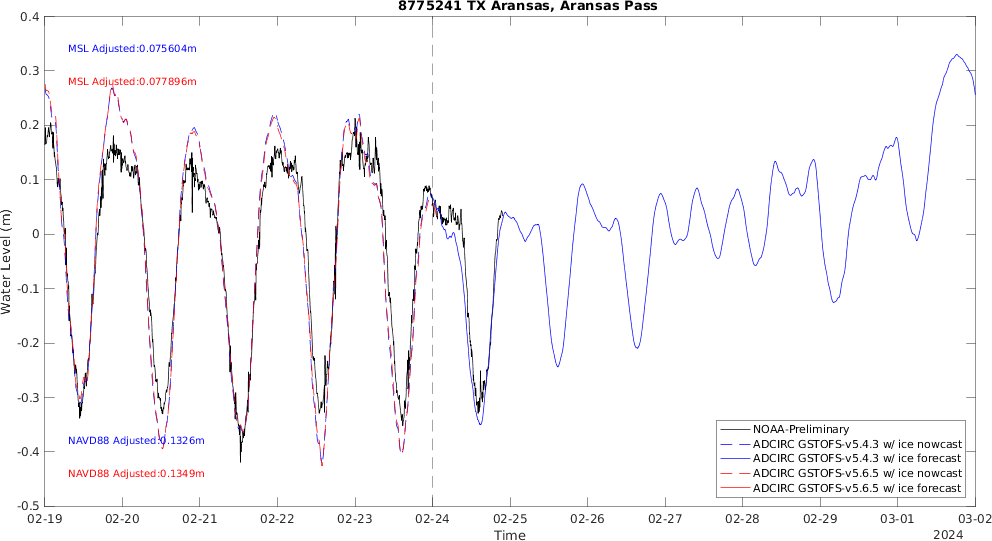 8775241 TX Aransas, Aransas Pass
0.4
0.3
0.2
0.1
0
-0.1
-0.2
-0.3
-0.4
-0.5
Water Level (m)
MSL Adjusted:0.075604m
MSL Adjusted:0.077896m
NAVD88 Adjusted:0.1326m
NAVD88 Adjusted:0.1349m
NOAA-Preliminary
ADCIRC GSTOFS-v5.4.3 w/ ice nowcast
ADCIRC GSTOFS-v5.4.3 w/ ice forecast
ADCIRC GSTOFS-v5.6.5 w/ ice nowcast
ADCIRC GSTOFS-v5.6.5 w/ ice forecast
02-19 02-20 02-21 02-22 02-23 02-24 02-25 02-26 02-27 02-28 02-29 03-01 03-02
Time
2024